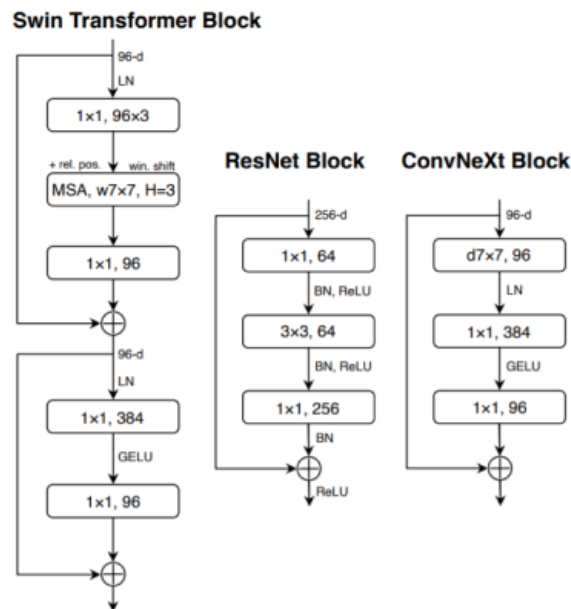 Swin Transformer Block
96-d
LN
1×1, 96×3
+ rel. pos.
win. shift
MSA, w7×7, H=3
1×1, 96
96-d
LN
1×1, 384
GELU
1×1, 96
ResNet Block
256-d
1×1, 64
BN, ReLU
3×3, 64
BN, ReLU
1×1, 256
BN
ReLU
ConvNeXt Block
96-d
d7×7, 96
LN
1×1, 384
GELU
1×1, 96